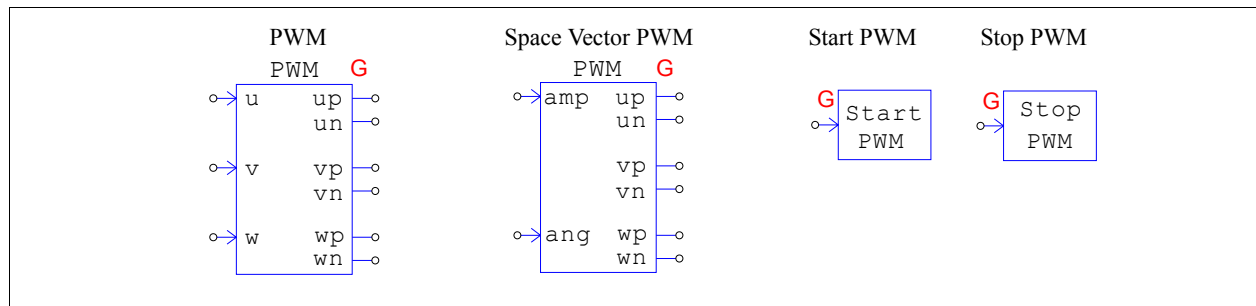 PWM
Space Vector PWM
Start PWM
Stop PWM
PWM G
u up
un
v vp
vn
w wp
wn
PWM G
amp up
un
vp
vn
ang wp
wn
G
Start
PWM
G
Stop
PWM